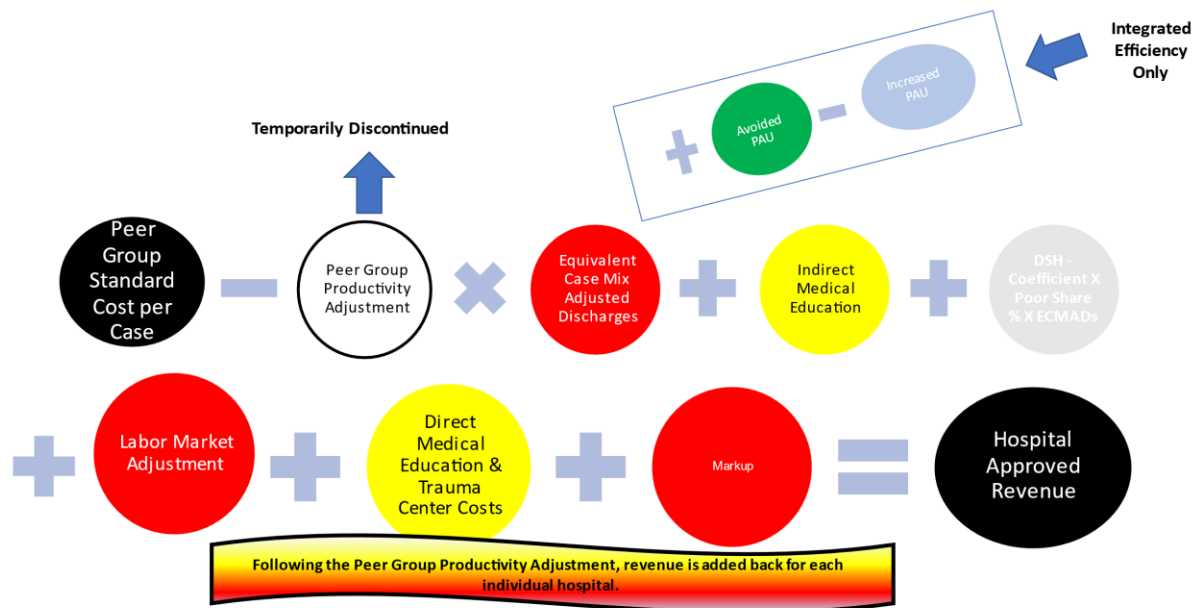 Integrated
Efficiency
Only
Increased
PAU
Avoided
PAU
Temporarily Discontinued
Peer
Group
Standard
Cost per
Case
Peer Group
Productivity
Adjustment
Equivalent
Case Mix
Adjusted
Discharges
Indirect
Medical
Education
DSH -
Coefficient X
Poor Share
% X ECMADs
Labor Market
Adjustment
Direct
Medical
Education &
Trauma
Center Costs
Markup
Hospital
Approved
Revenue
Following the Peer Group Productivity Adjustment, revenue is added back for each
individual hospital.